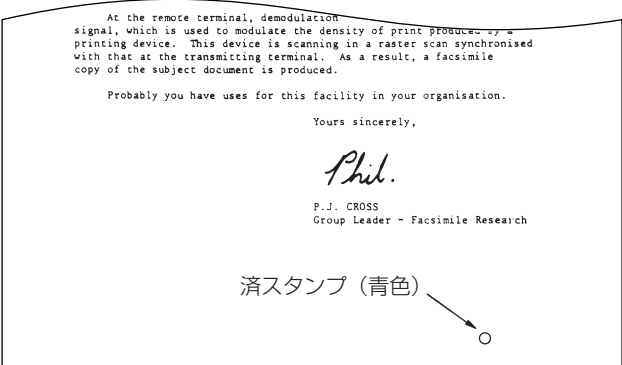 At the remote terminal, demodulation
signal, which is used to modulate the density of print produced by a
printing device. This device is scanning in a raster scan synchronised
with that at the transmitting terminal. As a result, a facsimile
copy of the subject document is produced.
Probably you have uses for this facility in your organisation.
Yours sincerely,
Phil.
P.J. CROSS
Group Leader - Facsimile Research
済スタンプ（青色）